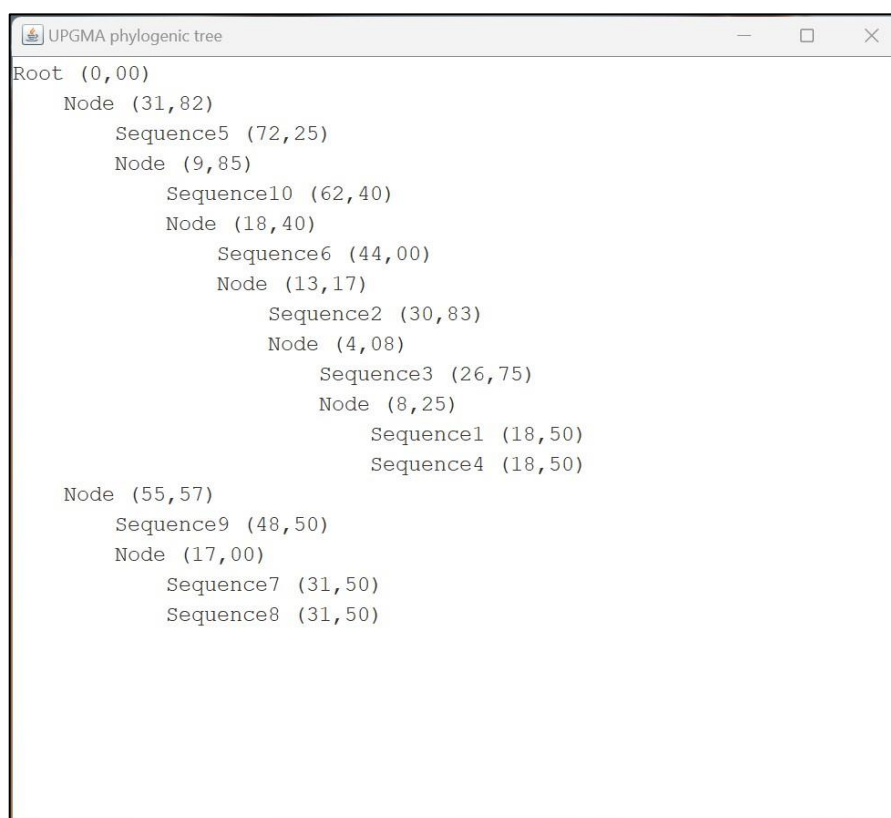 UPGMA phylogenic tree
Root (0,00)
Node (31,82)
Sequence5 (72,25)
Node (9,85)
Sequence10 (62,40)
Node (18,40)
Sequence6 (44,00)
Node (13,17)
Sequence2 (30,83)
Node (4,08)
Sequence3 (26,75)
Node (8,25)
Sequence1 (18,50)
Sequence4 (18,50)
Node (55,57)
Sequence9 (48,50)
Node (17,00)
Sequence7 (31,50)
Sequence8 (31,50)